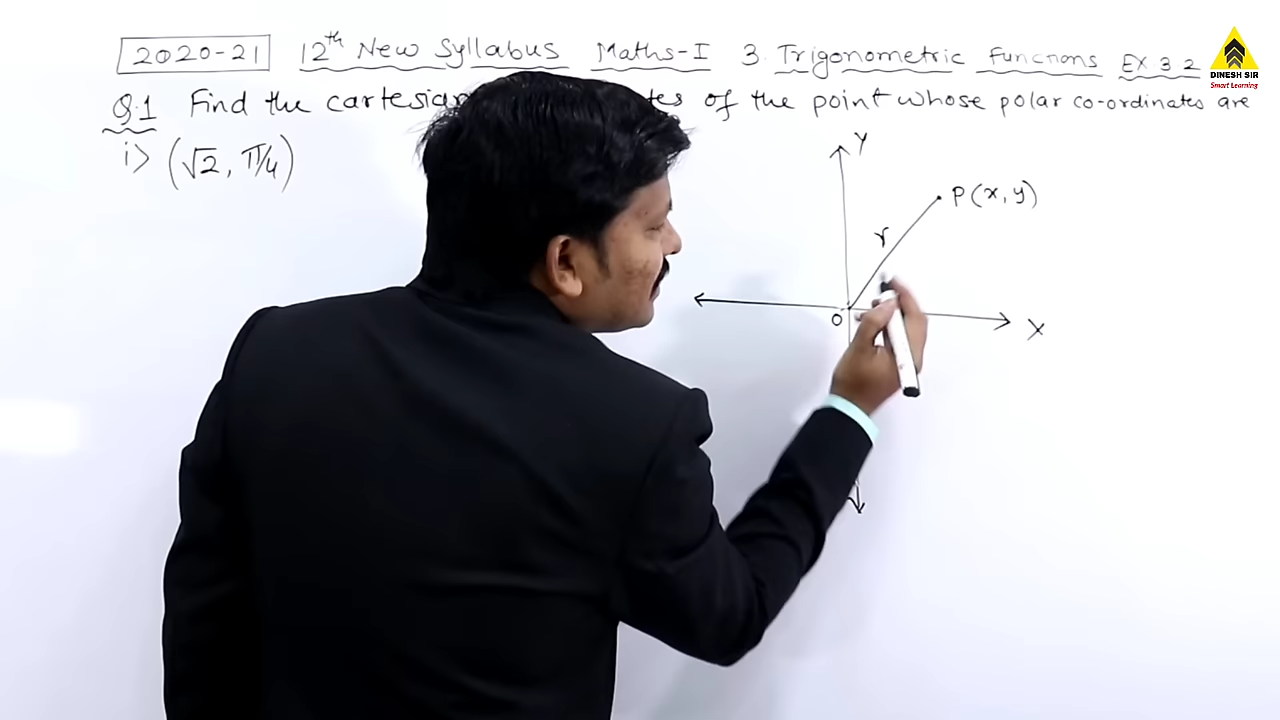 2020-21 12th New Syllabus Maths-I 3. Trigonometric Functions Ex.3.2
Q.1 Find the cartesian of the point whose polar co-ordinates are
i> (√2, π/4)
Y
P(x, y)
r
O
X
DINESH SIR
Smart Learning